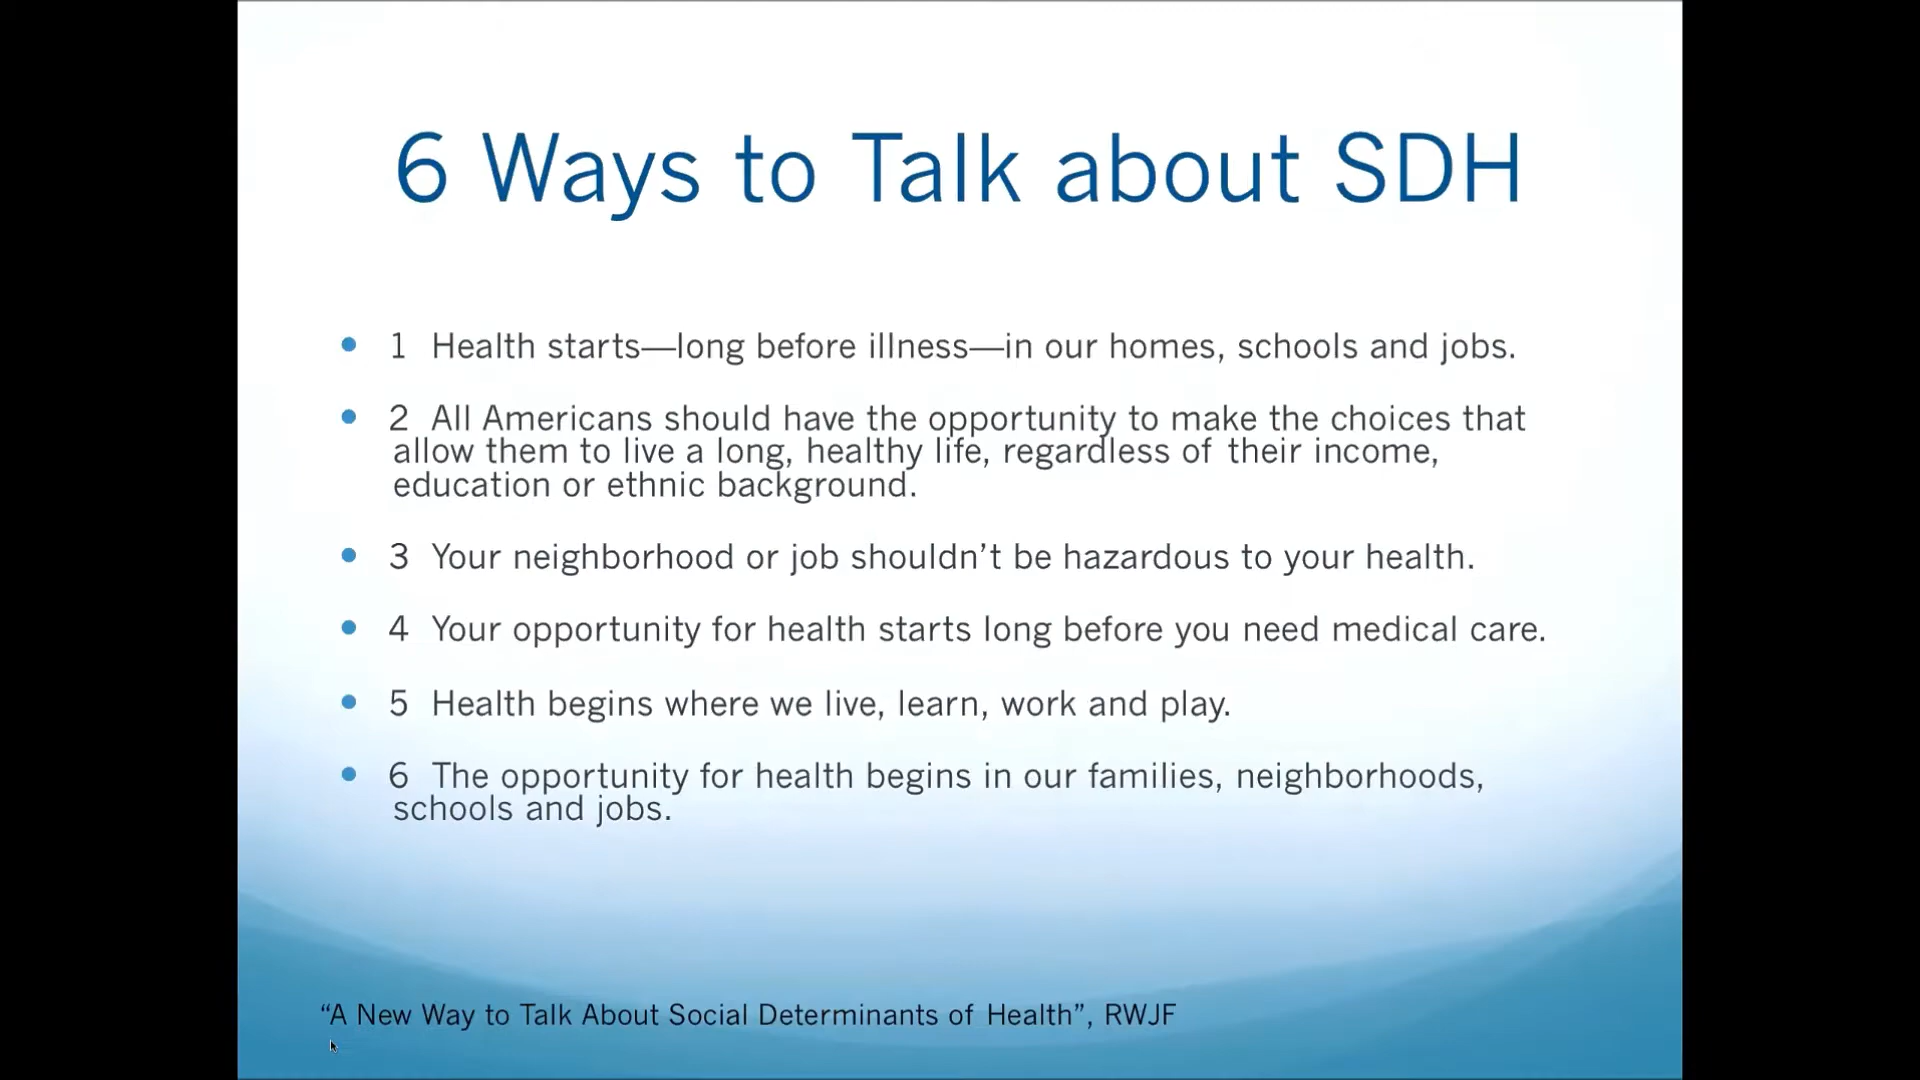 6 Ways to Talk about SDH
• 1 Health starts—long before illness—in our homes, schools and jobs.
• 2 All Americans should have the opportunity to make the choices that
allow them to live a long, healthy life, regardless of their income,
education or ethnic background.
• 3 Your neighborhood or job shouldn’t be hazardous to your health.
• 4 Your opportunity for health starts long before you need medical care.
• 5 Health begins where we live, learn, work and play.
• 6 The opportunity for health begins in our families, neighborhoods,
schools and jobs.
“A New Way to Talk About Social Determinants of Health”, RWJF